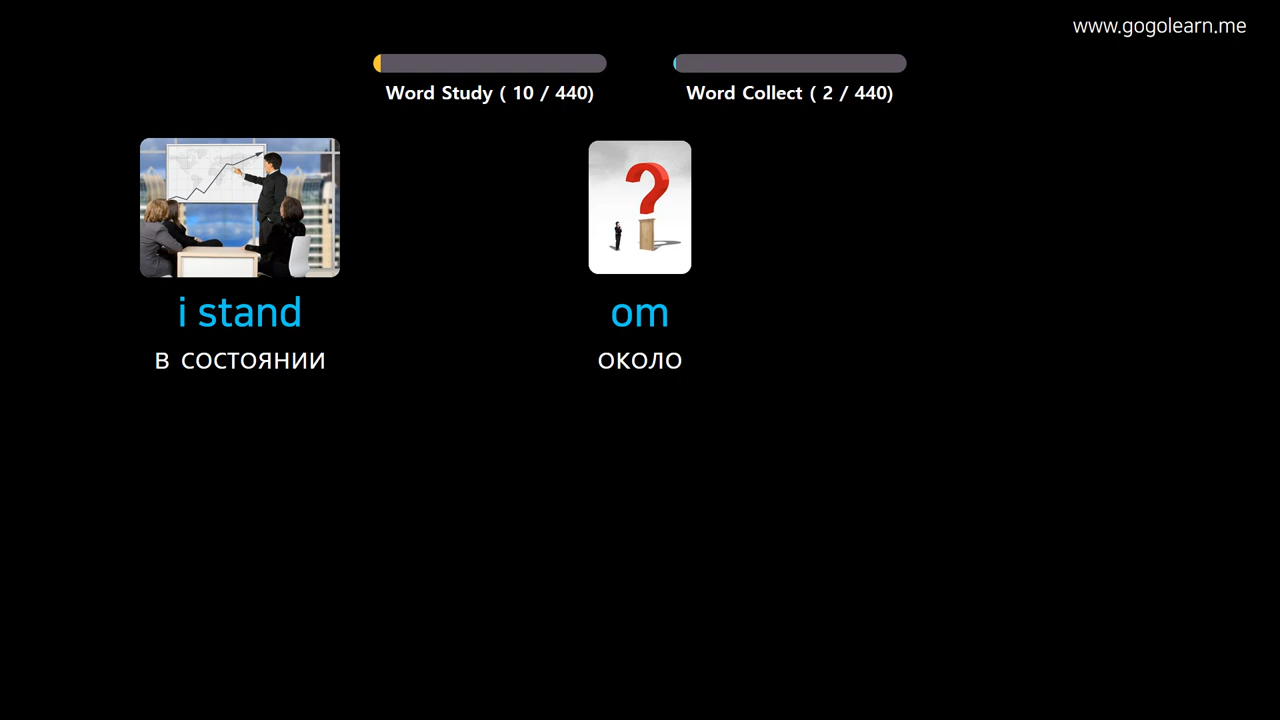 www.gogolearn.me
Word Study ( 10 / 440)
Word Collect ( 2 / 440)
i stand
om
в состоянии
около